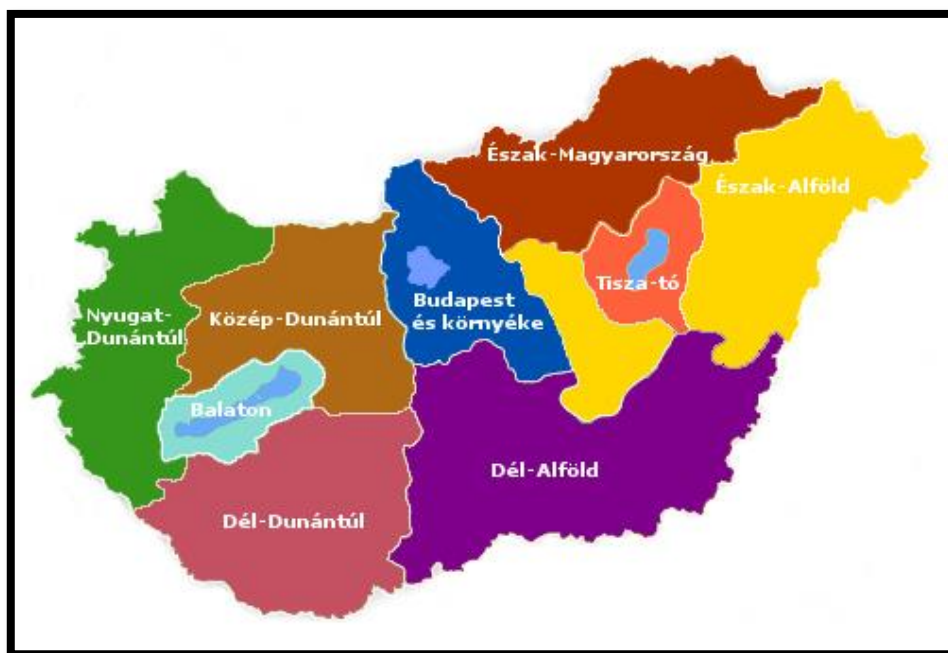 Észak-Magyarország
Észak-Alföld
Tisza-tó
Budapest
és környéke
Nyugat-
Dunántúl
Közép-Dunántúl
Balaton
Dél-Alföld
Dél-Dunántúl